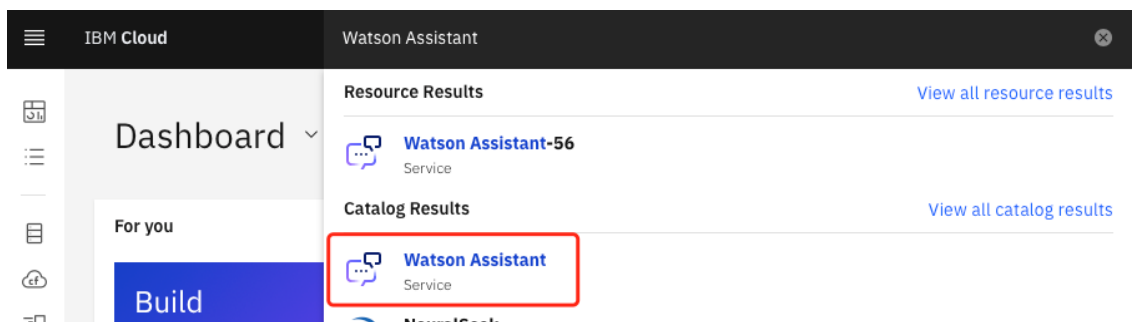 IBM Cloud
Watson Assistant
Resource Results
View all resource results
Dashboard
Watson Assistant-56
Service
Catalog Results
View all catalog results
For you
Watson Assistant
Service
Build